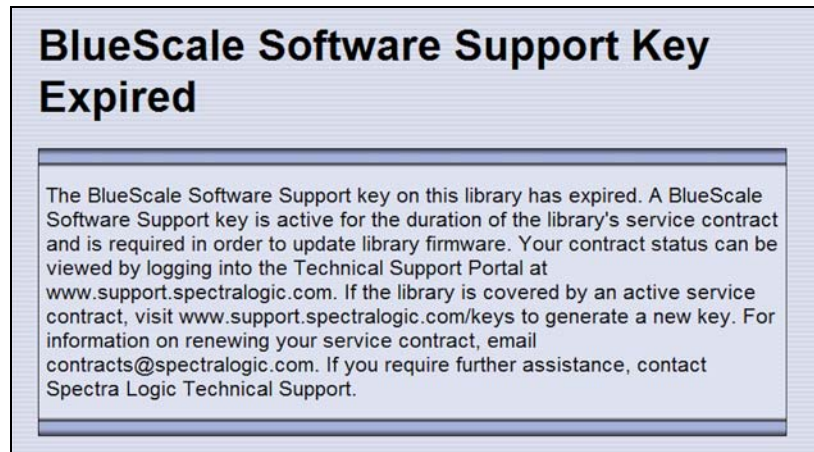 BlueScale Software Support Key
Expired
The BlueScale Software Support key on this library has expired. A BlueScale
Software Support key is active for the duration of the library's service contract
and is required in order to update library firmware. Your contract status can be
viewed by logging into the Technical Support Portal at
www.support.spectralogic.com. If the library is covered by an active service
contract, visit www.support.spectralogic.com/keys to generate a new key. For
information on renewing your service contract, email
contracts@spectralogic.com. If you require further assistance, contact
Spectra Logic Technical Support.